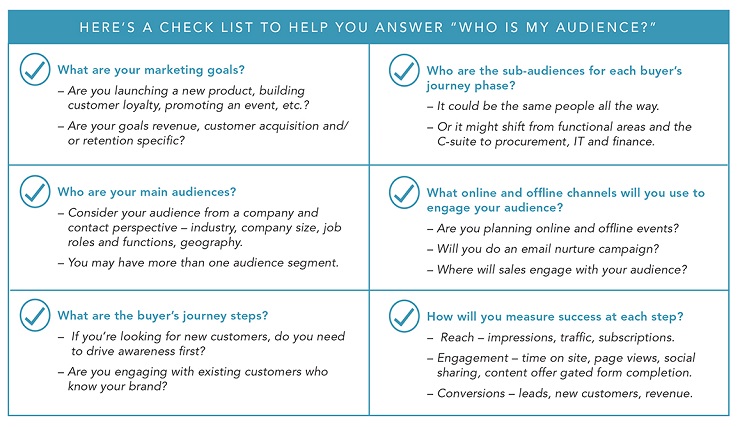 HERE'S A CHECK LIST TO HELP YOU ANSWER “WHO IS MY AUDIENCE?”
What are your marketing goals?
– Are you launching a new product, building
customer loyalty, promoting an event, etc.?
– Are your goals revenue, customer acquisition and/
or retention specific?
Who are your main audiences?
– Consider your audience from a company and
contact perspective – industry, company size, job
roles and functions, geography.
– You may have more than one audience segment.
What are the buyer’s journey steps?
– If you’re looking for new customers, do you need
to drive awareness first?
– Are you engaging with existing customers who
know your brand?
Who are the sub-audiences for each buyer’s
journey phase?
– It could be the same people all the way.
– Or it might shift from functional areas and the
C-suite to procurement, IT and finance.
What online and offline channels will you use to
engage your audience?
– Are you planning online and offline events?
– Will you do an email nurture campaign?
– Where will sales engage with your audience?
How will you measure success at each step?
– Reach – impressions, traffic, subscriptions.
– Engagement – time on site, page views, social
sharing, content offer gated form completion.
– Conversions – leads, new customers, revenue.